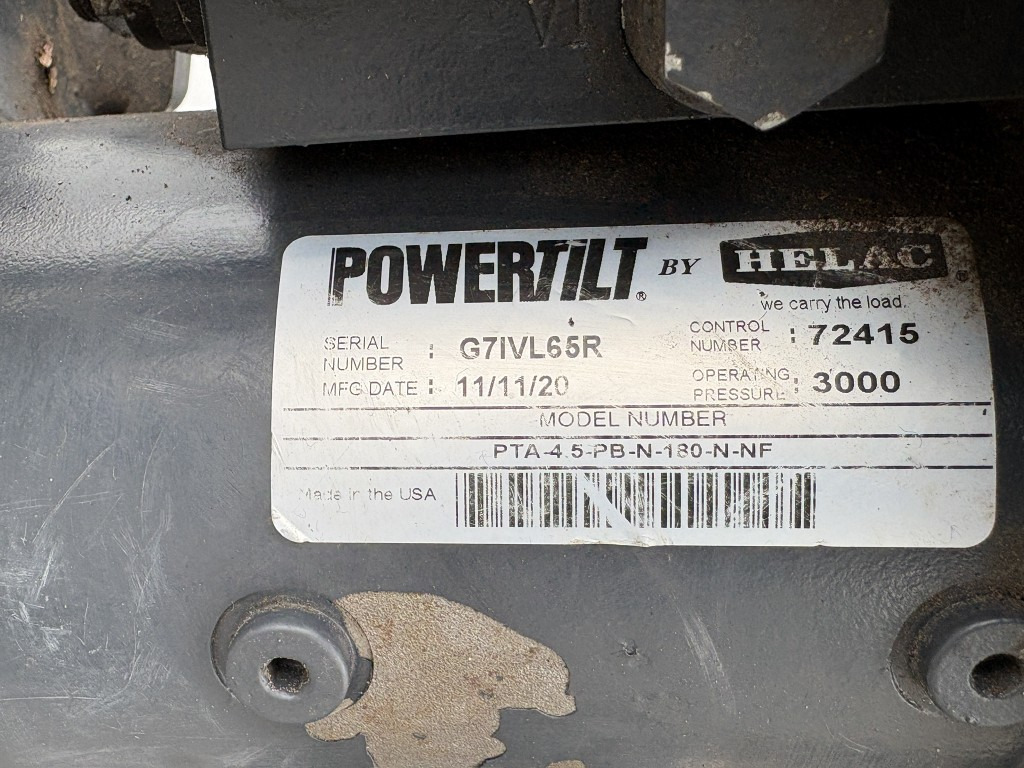 POWERTILT® BY HELAC®
we carry the load.
SERIAL NUMBER : G7IVL65R
CONTROL NUMBER : 72415
MFG DATE : 11/11/20
OPERATING PRESSURE : 3000
MODEL NUMBER
PTA-4.5-PB-N-180-N-NF
Made in the USA